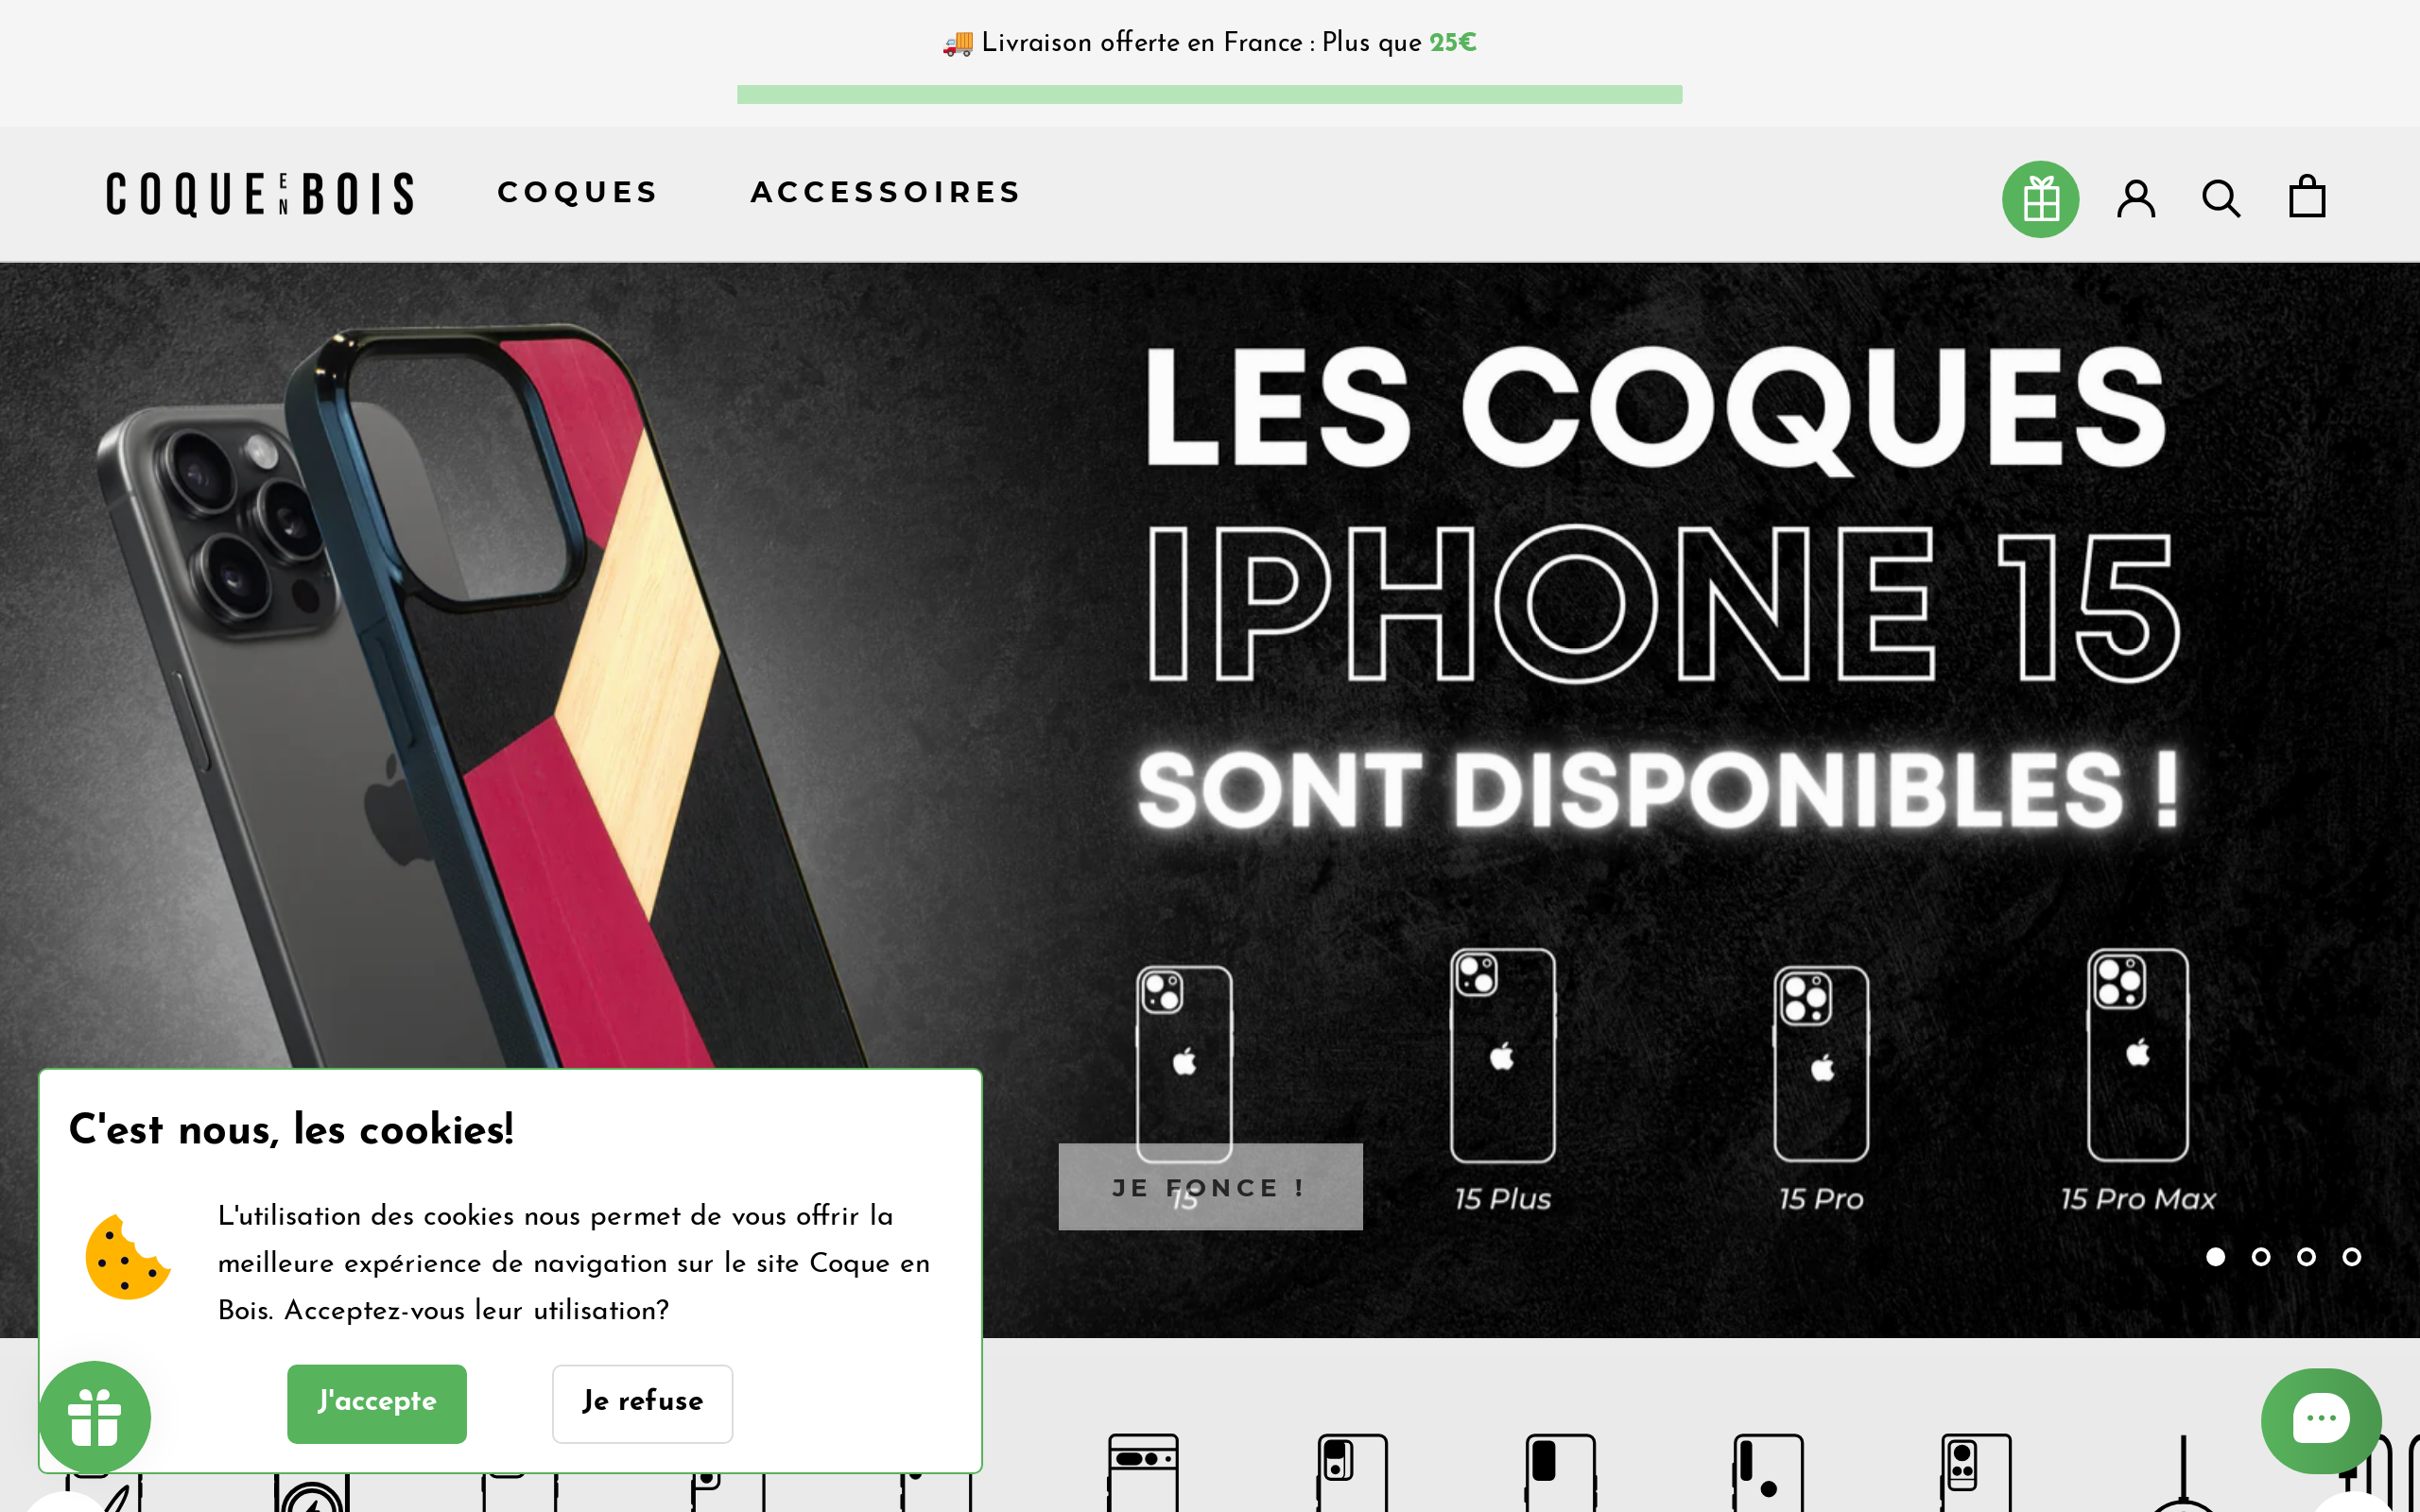 🚚 Livraison offerte en France : Plus que 25€
COQUE EN BOIS
COQUES
ACCESSOIRES
LES COQUES
IPHONE 15
SONT DISPONIBLES !
JE FONCE !
15
15 Plus
15 Pro
15 Pro Max
C'est nous, les cookies!
L'utilisation des cookies nous permet de vous offrir la
meilleure expérience de navigation sur le site Coque en
Bois. Acceptez-vous leur utilisation?
J'accepte
Je refuse